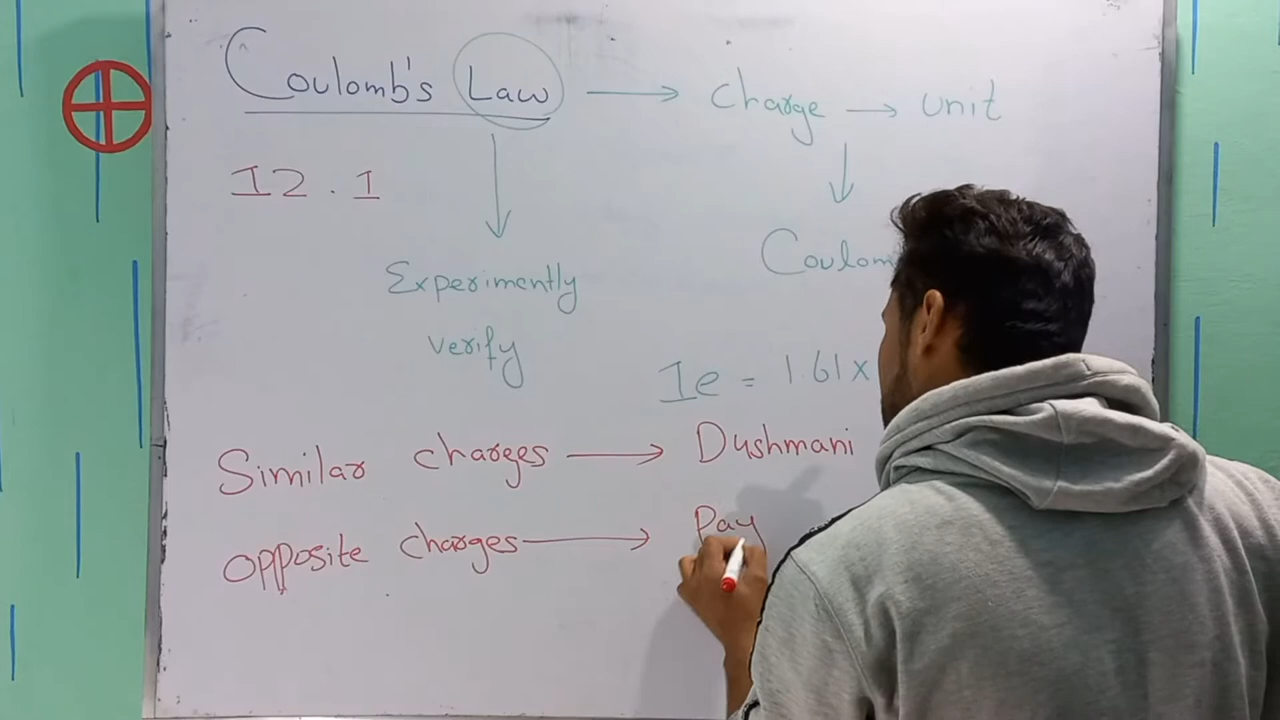 Coulomb's Law → charge → unit
12.1
Coulom
Experimently
verify
1e = 1.61 x
Similar charges → Dushmani
opposite charges → Pay